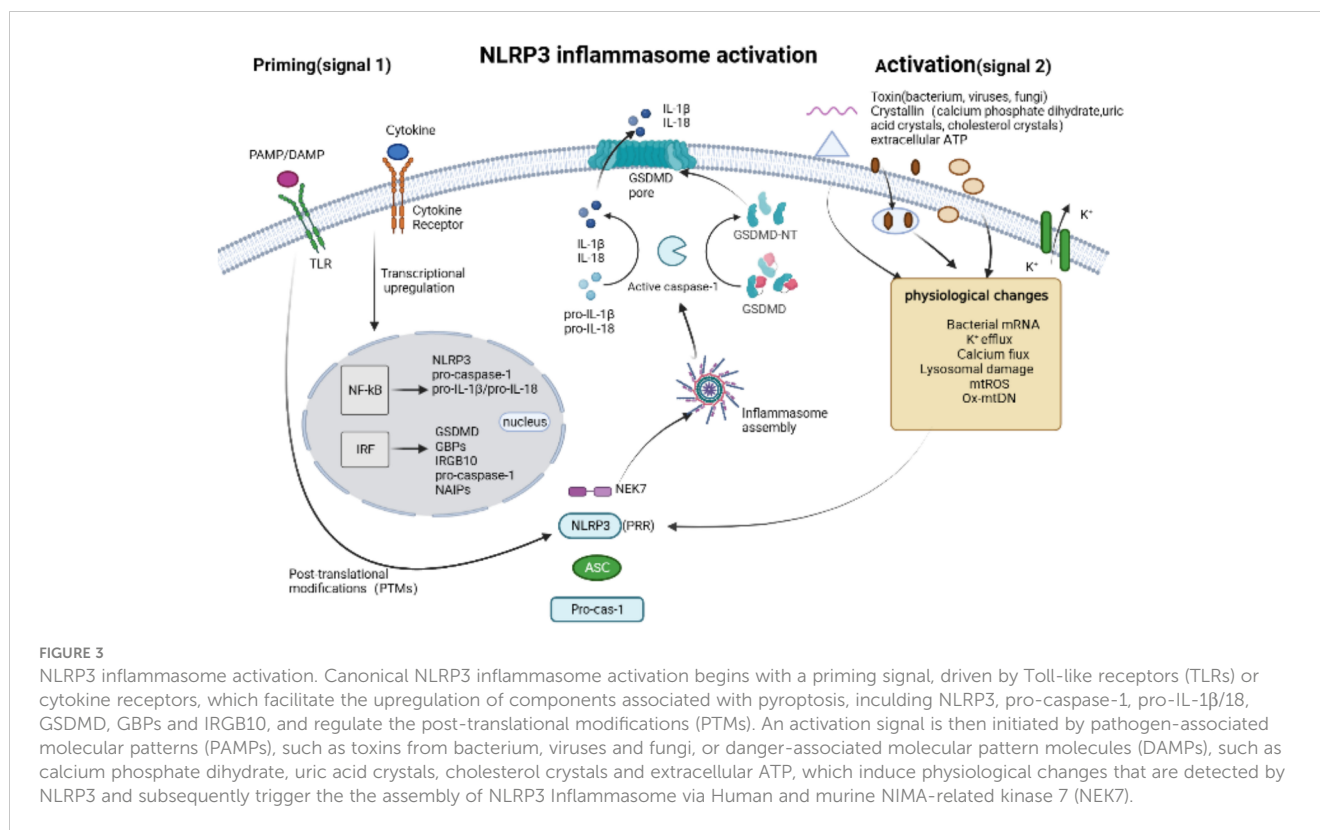 NLRP3 inflammasome activation
Priming(signal 1)
Activation(signal 2)
Toxin(bacterium, viruses, fungi)
Crystallin (calcium phosphate dihydrate,uric
acid crystals, cholesterol crystals)
extracellular ATP
IL-1β
IL-18
Cytokine
PAMP/DAMP
GSDMD
pore
Cytokine
Receptor
TLR
K⁺
K⁺
IL-1β
IL-18
GSDMD-NT
Transcriptional
upregulation
Active caspase-1
GSDMD
pro-IL-1β
pro-IL-18
physiological changes
Bacterial mRNA
K⁺ efflux
Calcium flux
Lysosomal damage
mtROS
Ox-mtDN
NF-kB
NLRP3
pro-caspase-1
pro-IL-1β/pro-IL-18
nucleus
IRF
GSDMD
GBPs
IRGB10
pro-caspase-1
NAIPs
Inflammasome
assembly
NEK7
NLRP3 (PRR)
ASC
Pro-cas-1
Post-translational
modifications (PTMs)
FIGURE 3
NLRP3 inflammasome activation. Canonical NLRP3 inflammasome activation begins with a priming signal, driven by Toll-like receptors (TLRs) or
cytokine receptors, which facilitate the upregulation of components associated with pyroptosis, inculding NLRP3, pro-caspase-1, pro-IL-1β/18,
GSDMD, GBPs and IRGB10, and regulate the post-translational modifications (PTMs). An activation signal is then initiated by pathogen-associated
molecular patterns (PAMPs), such as toxins from bacterium, viruses and fungi, or danger-associated molecular pattern molecules (DAMPs), such as
calcium phosphate dihydrate, uric acid crystals, cholesterol crystals and extracellular ATP, which induce physiological changes that are detected by
NLRP3 and subsequently trigger the the assembly of NLRP3 Inflammasome via Human and murine NIMA-related kinase 7 (NEK7).